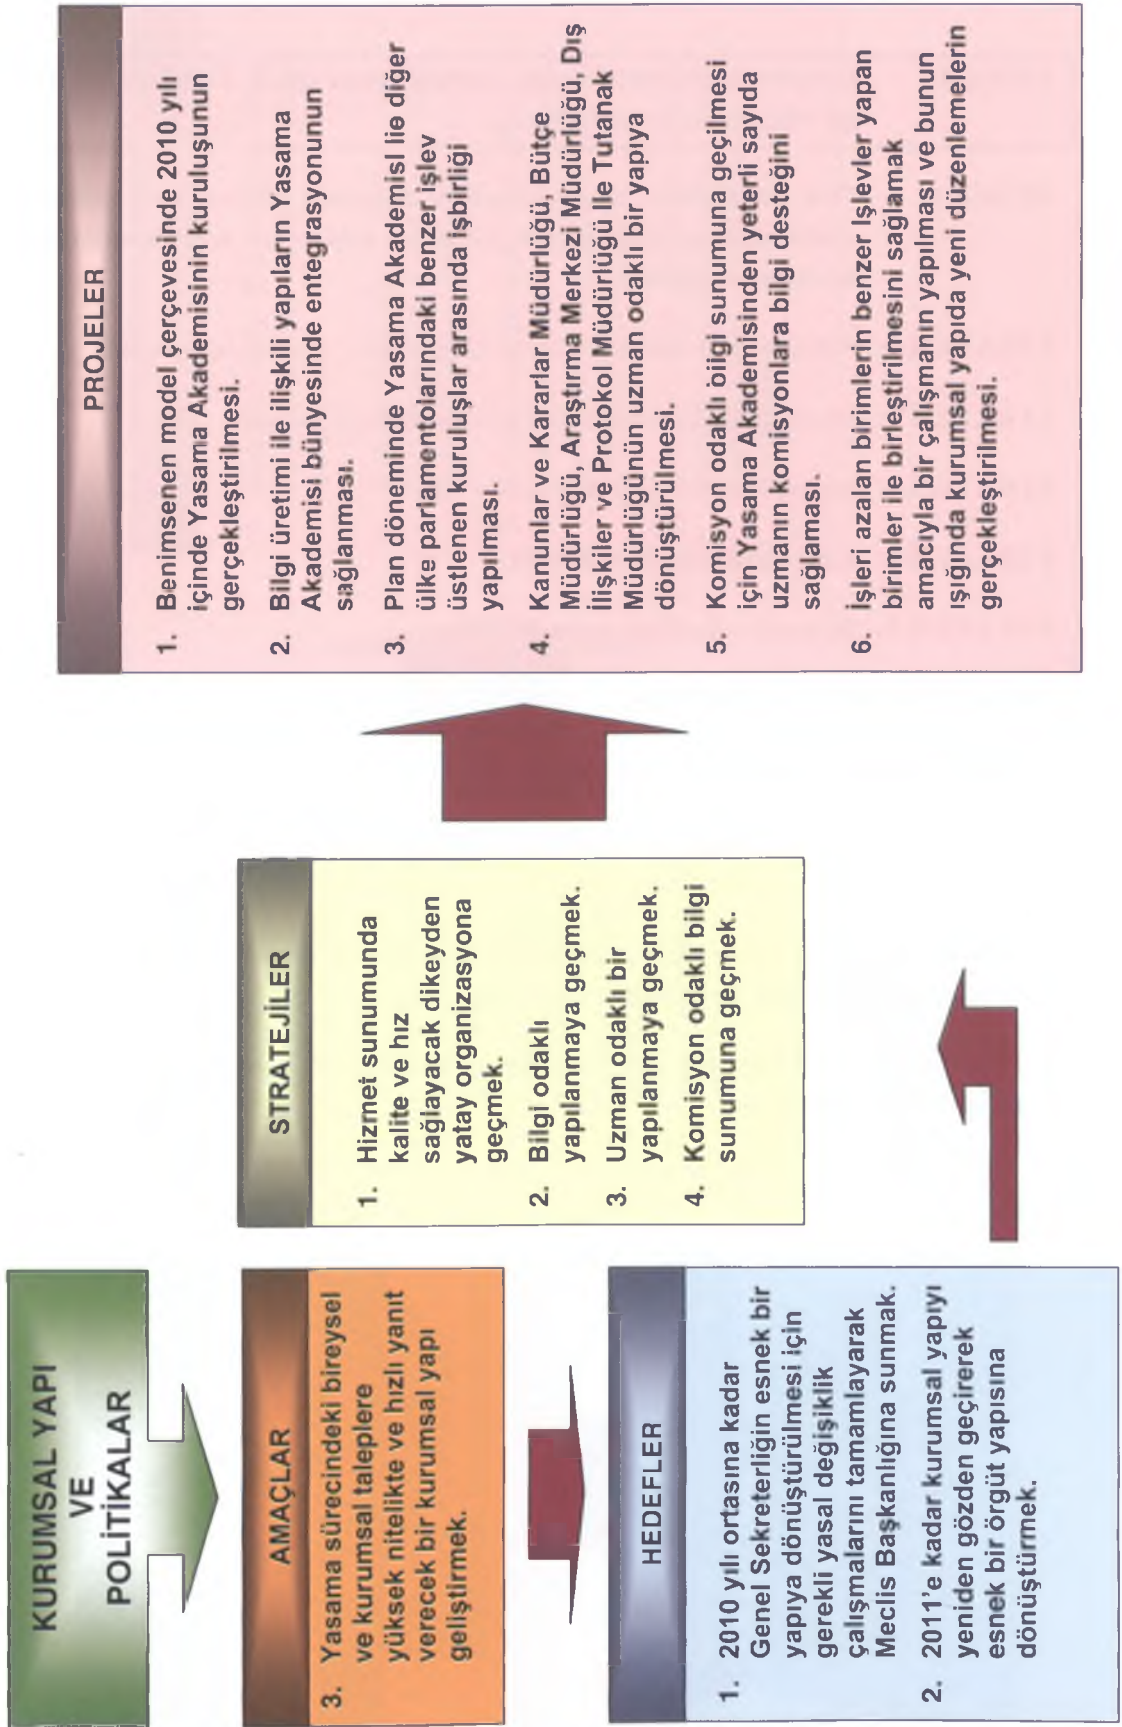 KURUMSAL YAPI
VE
POLİTİKALAR
AMAÇLAR
3. Yasama sürecindeki bireysel
ve kurumsal taleplere
yüksek nitelikte ve hızlı yanıt
verecek bir kurumsal yapı
geliştirmek.
HEDEFLER
1. 2010 yılı ortasına kadar
Genel Sekreterliğin esnek bir
yapıya dönüştürülmesi için
gerekli yasal değişiklik
çalışmalarını tamamlayarak
Meclis Başkanlığına sunmak.
2. 2011'e kadar kurumsal yapıyı
yeniden gözden geçirerek
esnek bir örgüt yapısına
dönüştürmek.
STRATEJİLER
1. Hizmet sunumunda
kalite ve hız
sağlayacak dikeyden
yatay organizasyona
geçmek.
2. Bilgi odaklı
yapılanmaya geçmek.
3. Uzman odaklı bir
yapılanmaya geçmek.
4. Komisyon odaklı bilgi
sunumuna geçmek.
PROJELER
1. Benimsenen model çerçevesinde 2010 yılı
içinde Yasama Akademisinin kuruluşunun
gerçekleştirilmesi.
2. Bilgi üretimi ile ilişkili yapıların Yasama
Akademisi bünyesinde entegrasyonunun
sağlanması.
3. Plan döneminde Yasama Akademisi ile diğer
ülke parlamentolarındaki benzer işlev
üstlenen kuruluşlar arasında işbirliği
yapılması.
4. Kanunlar ve Kararlar Müdürlüğü, Bütçe
Müdürlüğü, Araştırma Merkezi Müdürlüğü, Dış
İlişkiler ve Protokol Müdürlüğü ile Tutanak
Müdürlüğünün uzman odaklı bir yapıya
dönüştürülmesi.
5. Komisyon odaklı bilgi sunumuna geçilmesi
için Yasama Akademisinden yeterli sayıda
uzmanın komisyonlara bilgi desteğini
sağlaması.
6. İşleri azalan birimlerin benzer işlevler yapan
birimler ile birleştirilmesini sağlamak
amacıyla bir çalışmanın yapılması ve bunun
ışığında kurumsal yapıda yeni düzenlemelerin
gerçekleştirilmesi.